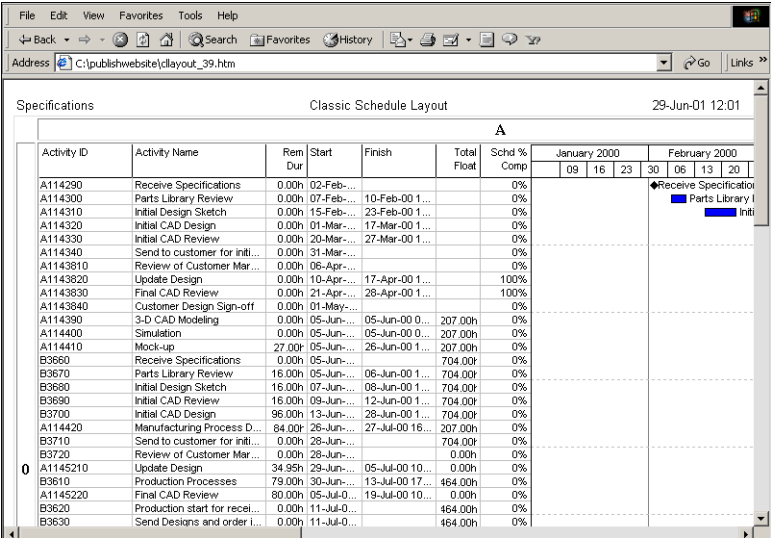 File Edit View Favorites Tools Help
Back Search Favorites History
Address C:\publishwebsite\cllayout_39.htm Go Links »
Specifications Classic Schedule Layout 29-Jun-01 12:01
A
Activity ID Activity Name Rem Dur Start Finish Total Float Schd % Comp January 2000 February 2000
09 16 23 30 06 13 20
A114290 Receive Specifications 0.00h 02-Feb-... 0% Receive Specification
A114300 Parts Library Review 0.00h 07-Feb-... 10-Feb-00 1... 0% Parts Library
A114310 Initial Design Sketch 0.00h 15-Feb-... 23-Feb-00 1... 0% Initi
A114320 Initial CAD Design 0.00h 01-Mar-... 17-Mar-00 1... 0%
A114330 Initial CAD Review 0.00h 20-Mar-... 27-Mar-00 1... 0%
A114340 Send to customer for initi... 0.00h 31-Mar-... 0%
A1143810 Review of Customer Mar... 0.00h 06-Apr-... 0%
A1143820 Update Design 0.00h 10-Apr-... 17-Apr-00 1... 100%
A1143830 Final CAD Review 0.00h 21-Apr-... 28-Apr-00 1... 100%
A1143840 Customer Design Sign-off 0.00h 01-May-... 0%
A114390 3-D CAD Modeling 0.00h 05-Jun-... 05-Jun-00 0... 207.00h 0%
A114400 Simulation 0.00h 05-Jun-... 05-Jun-00 0... 207.00h 0%
A114410 Mock-up 27.00h 05-Jun-... 26-Jun-00 1... 207.00h 0%
B3660 Receive Specifications 0.00h 05-Jun-... 704.00h 0%
B3670 Parts Library Review 16.00h 05-Jun-... 06-Jun-00 1... 704.00h 0%
B3680 Initial Design Sketch 16.00h 07-Jun-... 08-Jun-00 1... 704.00h 0%
B3690 Initial CAD Review 16.00h 09-Jun-... 12-Jun-00 1... 704.00h 0%
B3700 Initial CAD Design 96.00h 13-Jun-... 28-Jun-00 1... 704.00h 0%
A114420 Manufacturing Process D... 84.00h 26-Jun-... 27-Jul-00 16... 207.00h 0%
B3710 Send to customer for initi... 0.00h 28-Jun-... 704.00h 0%
B3720 Review of Customer Mar... 0.00h 28-Jun-... 0.00h 0%
0 A1145210 Update Design 34.95h 29-Jun-... 05-Jul-00 10... 0.00h 0%
B3610 Production Processes 79.00h 30-Jun-... 13-Jul-00 17... 464.00h 0%
A1145220 Final CAD Review 80.00h 05-Jul-0... 19-Jul-00 10... 0.00h 0%
B3620 Production start for recei... 0.00h 11-Jul-0... 464.00h 0%
B3630 Send Designs and order i... 0.00h 11-Jul-0... 464.00h 0%